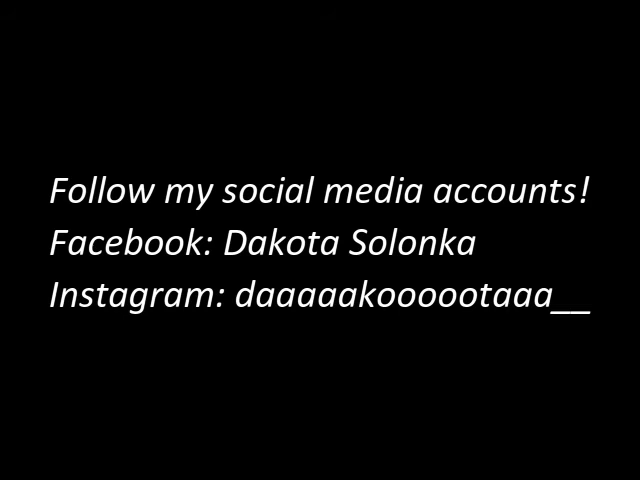 Follow my social media accounts!
Facebook: Dakota Solonka
Instagram: daaaaakoooootaaa__